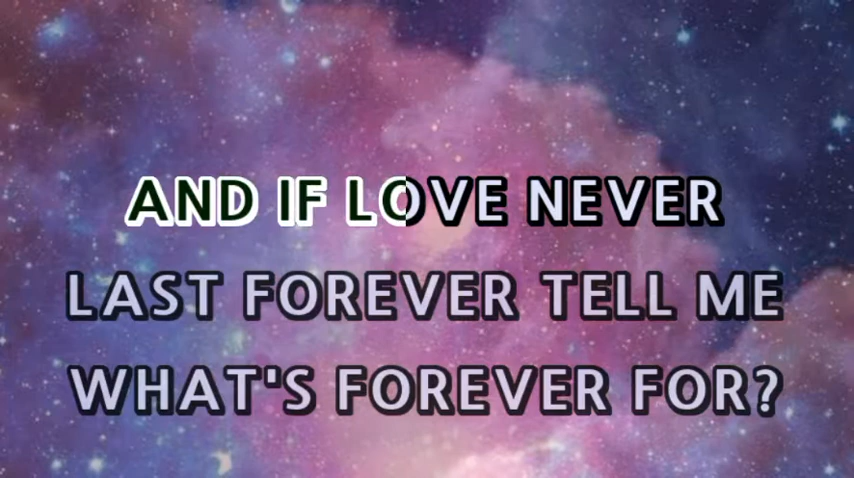 AND IF LOVE NEVER
LAST FOREVER TELL ME
WHAT'S FOREVER FOR?